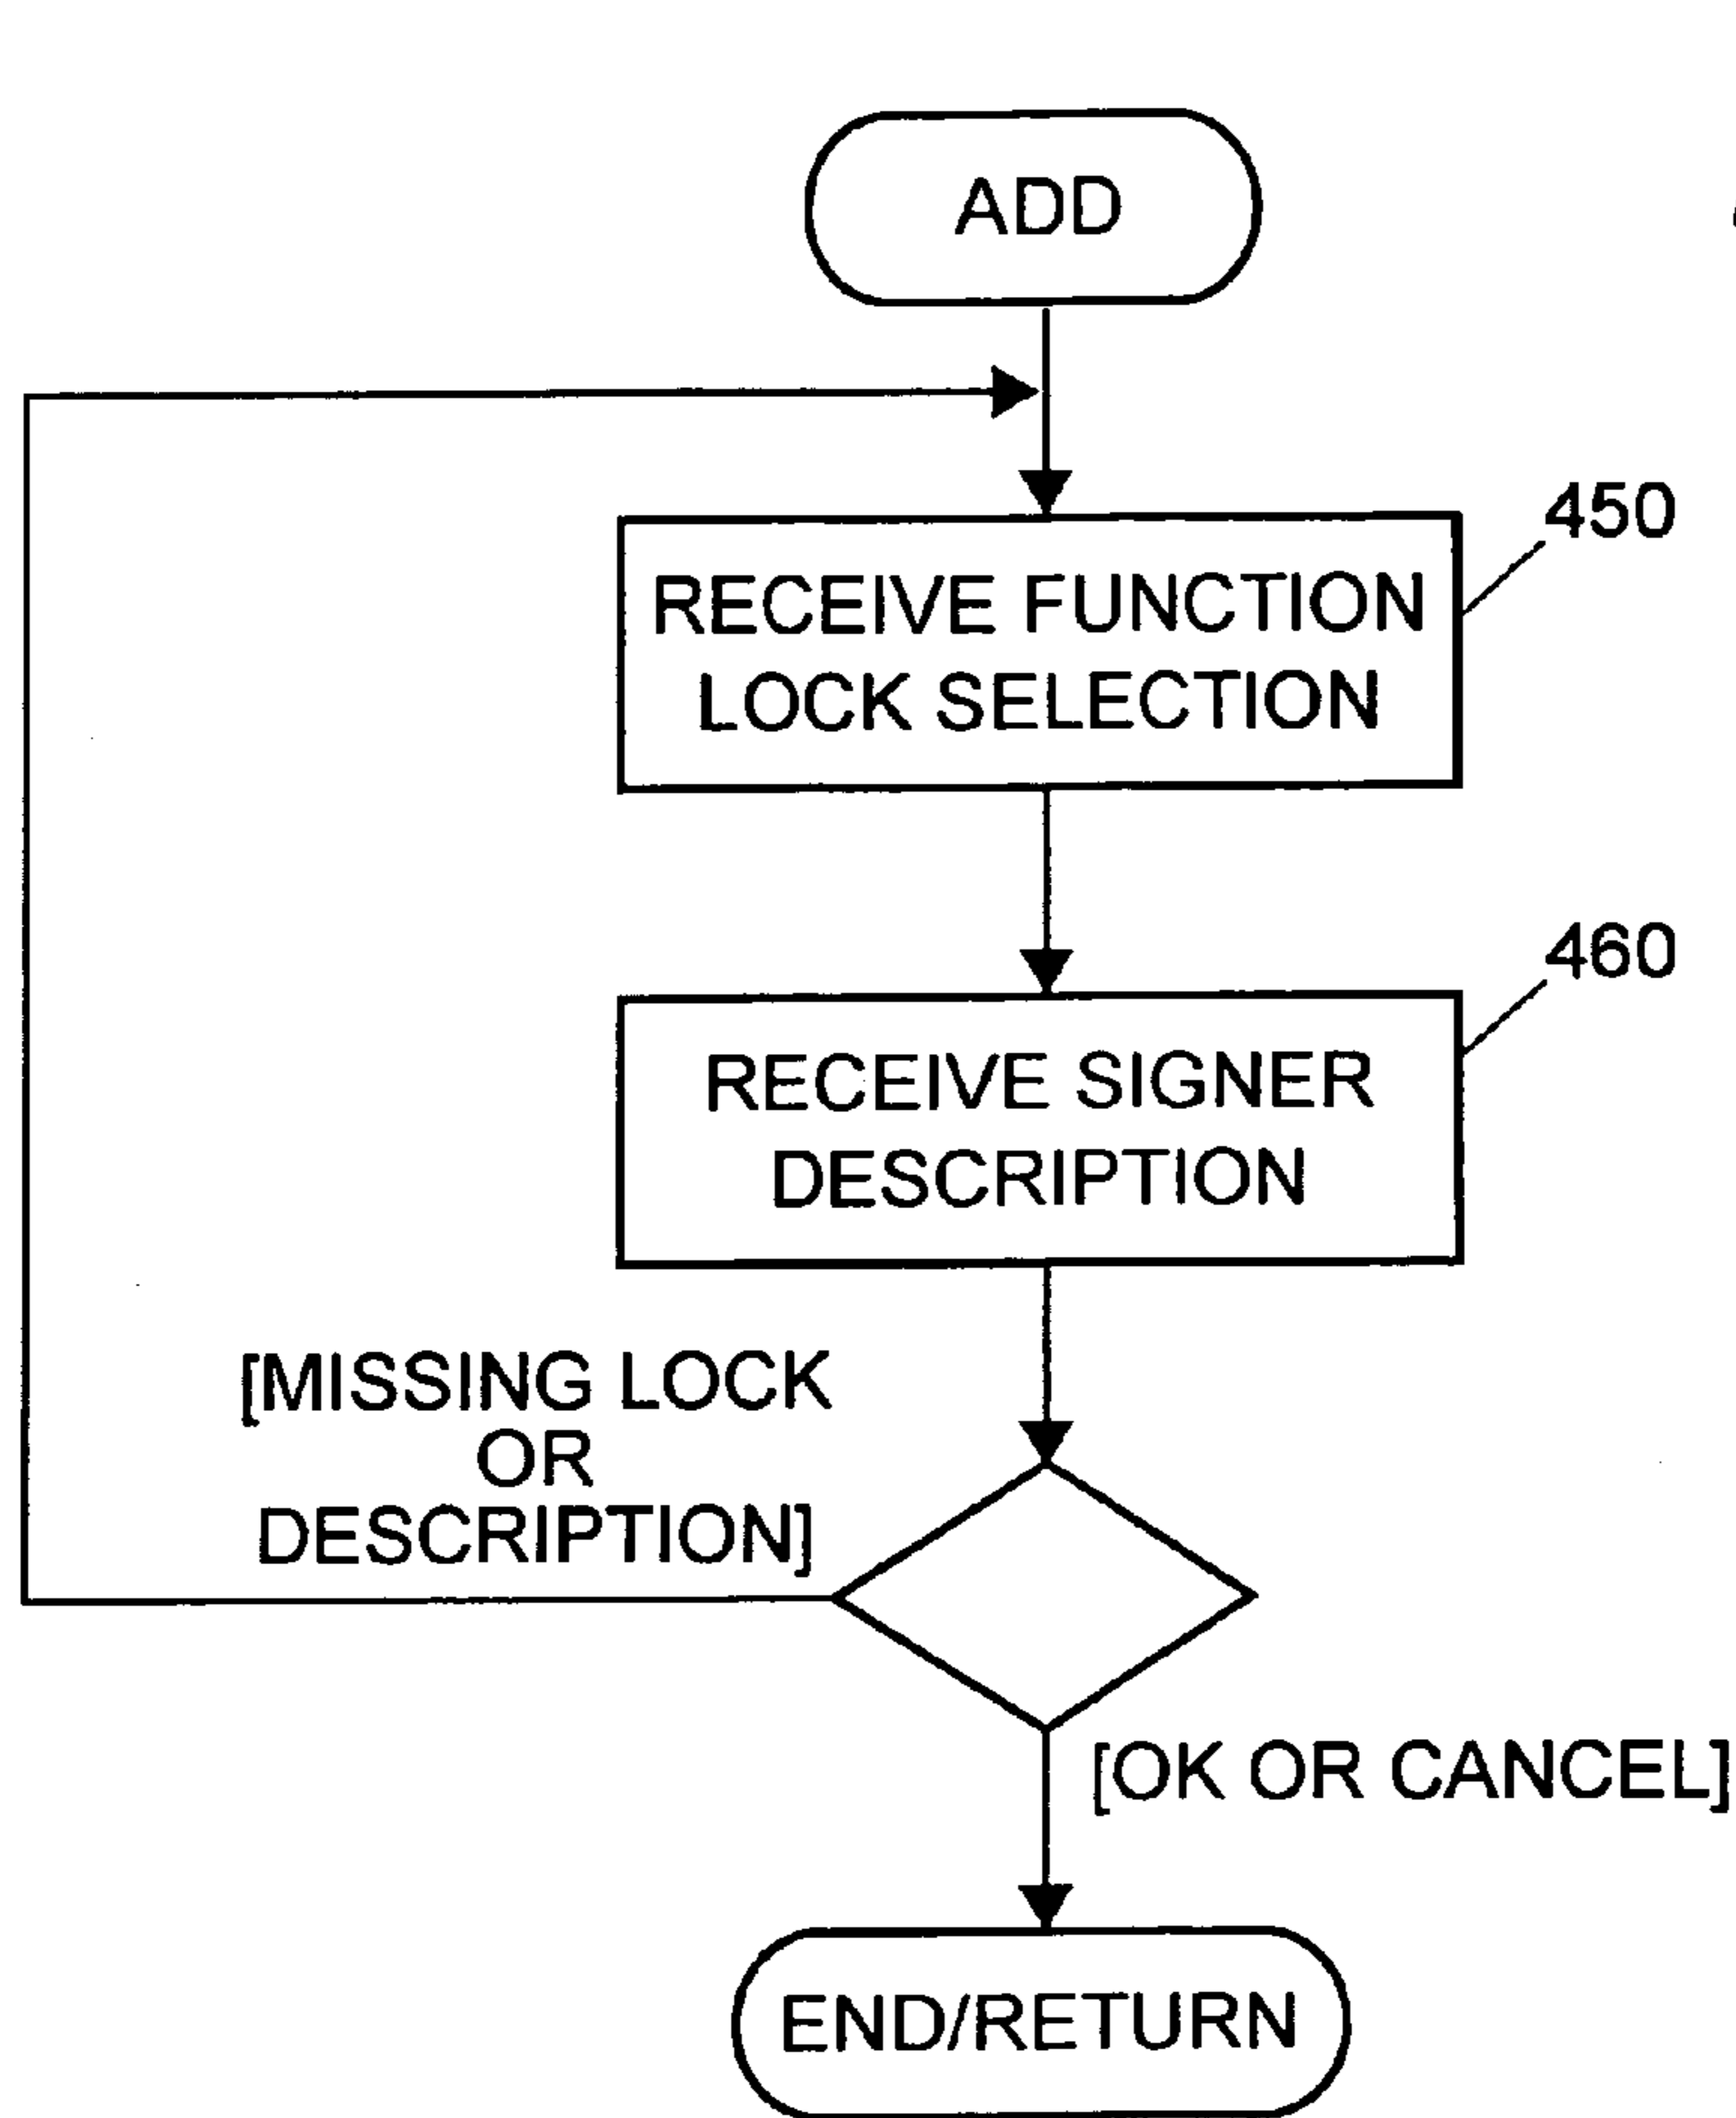 ADD
450
RECEIVE FUNCTION
LOCK SELECTION
460
RECEIVE SIGNER
DESCRIPTION
[MISSING LOCK
OR
DESCRIPTION]
[OK OR CANCEL]
END/RETURN